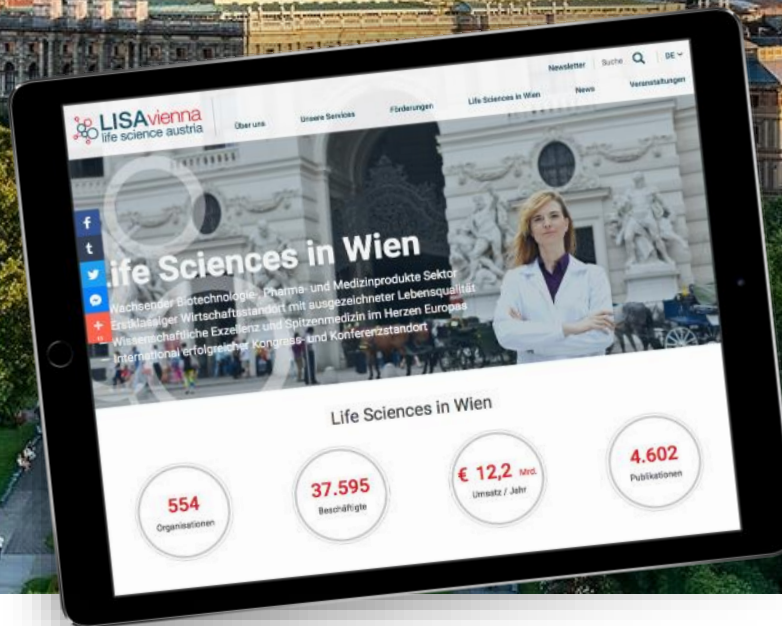 Newsletter Suche DE
LISAvienna
life science austria
Über uns Unsere Services Förderungen Life Sciences in Wien News Veranstaltungen
Life Sciences in Wien
Wachsender Biotechnologie-, Pharma- und Medizinprodukte Sektor
Erstklassiger Wirtschaftsstandort mit ausgezeichneter Lebensqualität
Wissenschaftliche Exzellenz und Spitzenmedizin im Herzen Europas
International erfolgreicher Kongress- und Konferenzstandort
Life Sciences in Wien
554
Organisationen
37.595
Beschäftigte
€ 12,2 Mrd.
Umsatz / Jahr
4.602
Publikationen